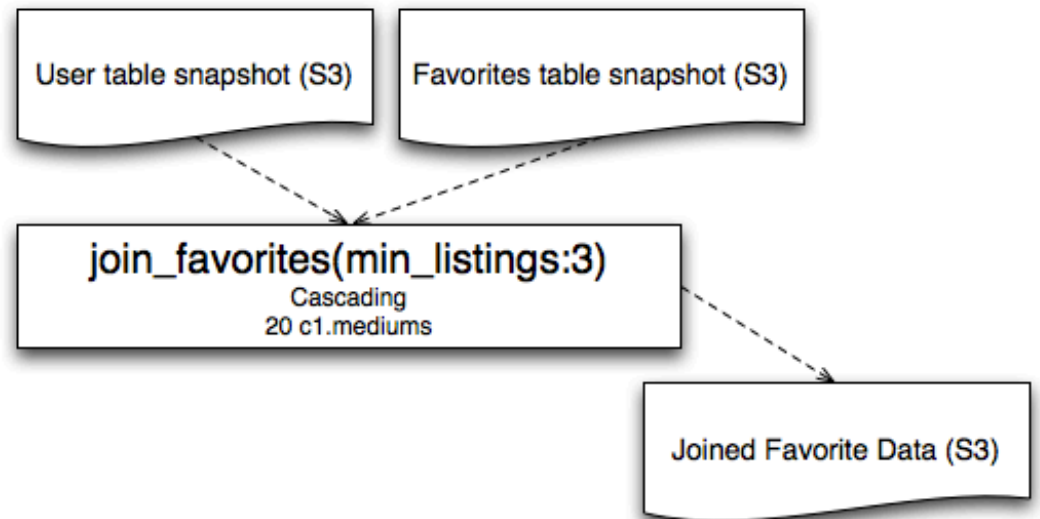 User table snapshot (S3)
Favorites table snapshot (S3)
join_favorites(min_listings:3)
Cascading
20 c1.mediums
Joined Favorite Data (S3)